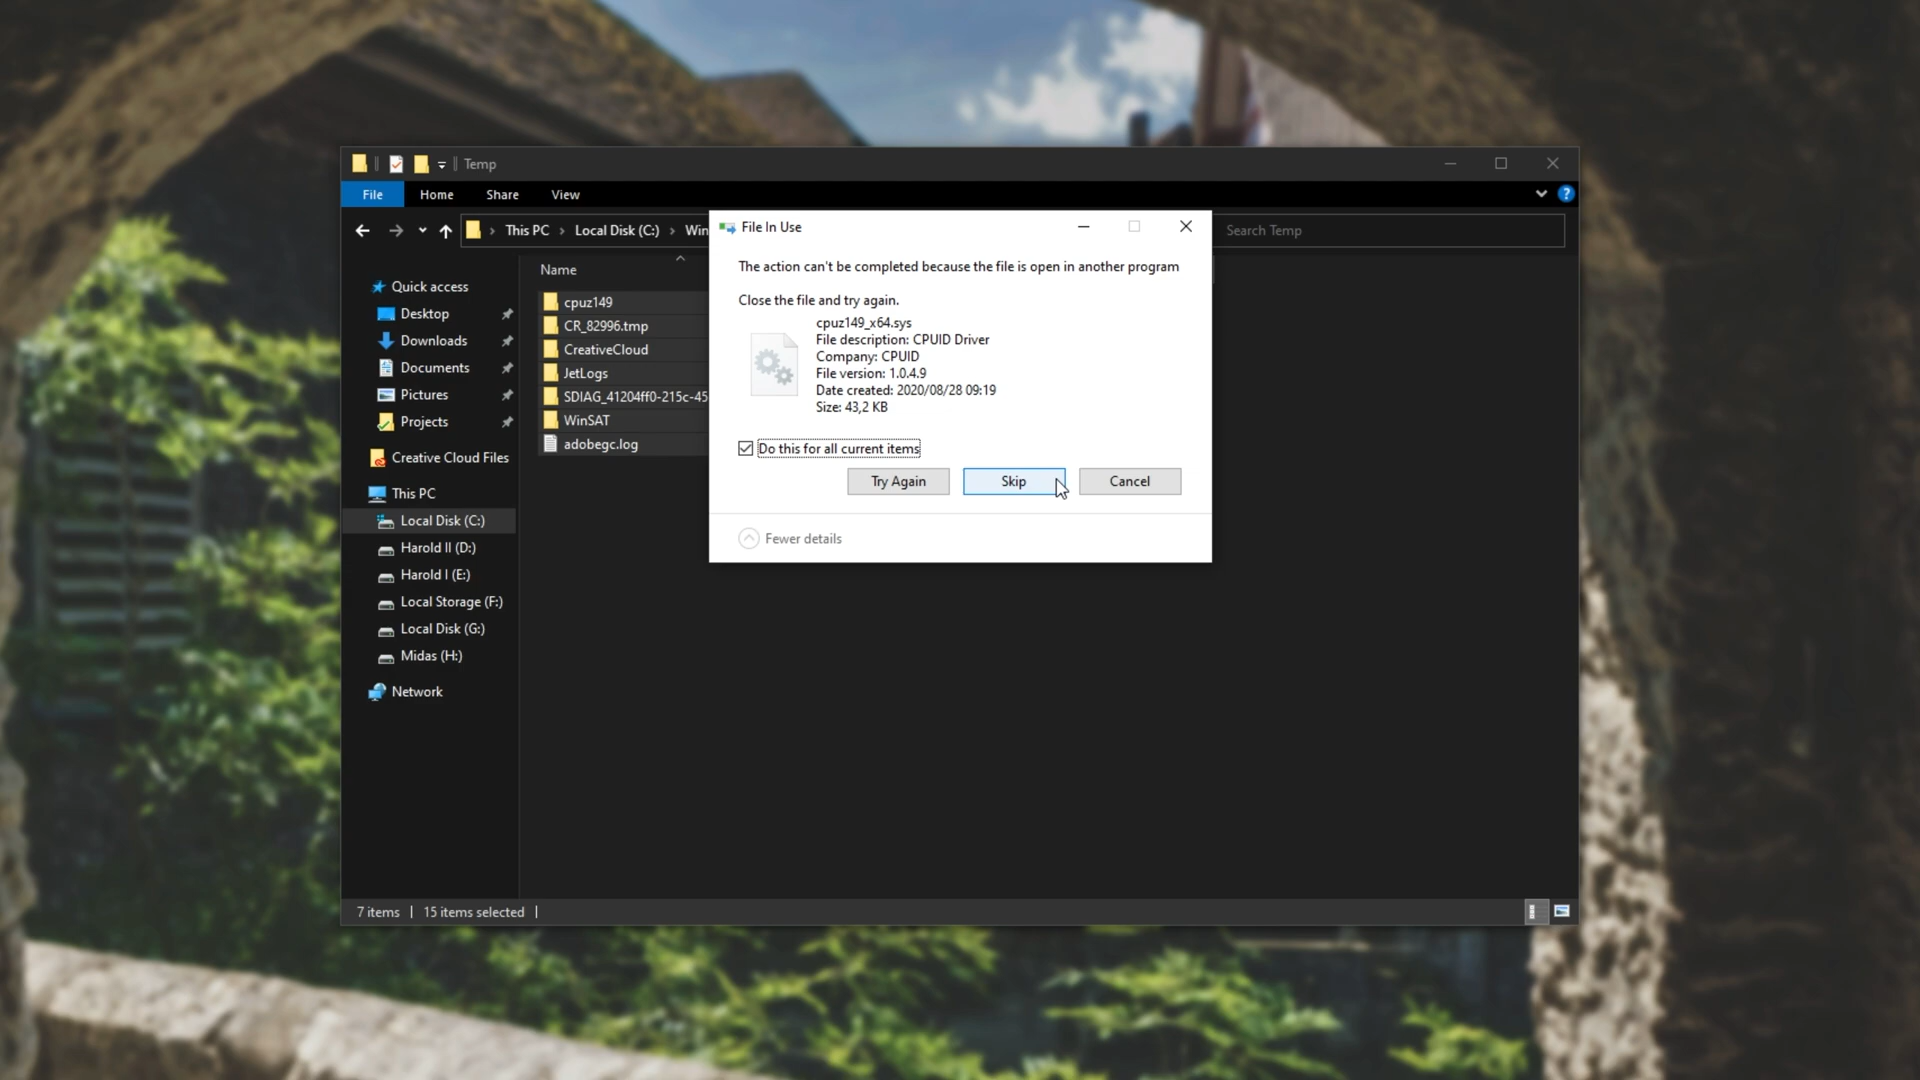 Temp
File Home Share View
This PC Local Disk (C:) Win
Search Temp
File In Use
The action can't be completed because the file is open in another program
Close the file and try again.
cpuz149_x64.sys
File description: CPUID Driver
Company: CPUID
File version: 1.0.4.9
Date created: 2020/08/28 09:19
Size: 43,2 KB
Do this for all current items
Try Again Skip Cancel
Fewer details
Name
cpuz149
CR_82996.tmp
CreativeCloud
JetLogs
SDIAG_41204ff0-215c-45
WinSAT
adobegc.log
Quick access
Desktop
Downloads
Documents
Pictures
Projects
Creative Cloud Files
This PC
Local Disk (C:)
Harold II (D:)
Harold I (E:)
Local Storage (F:)
Local Disk (G:)
Midas (H:)
Network
7 items 15 items selected